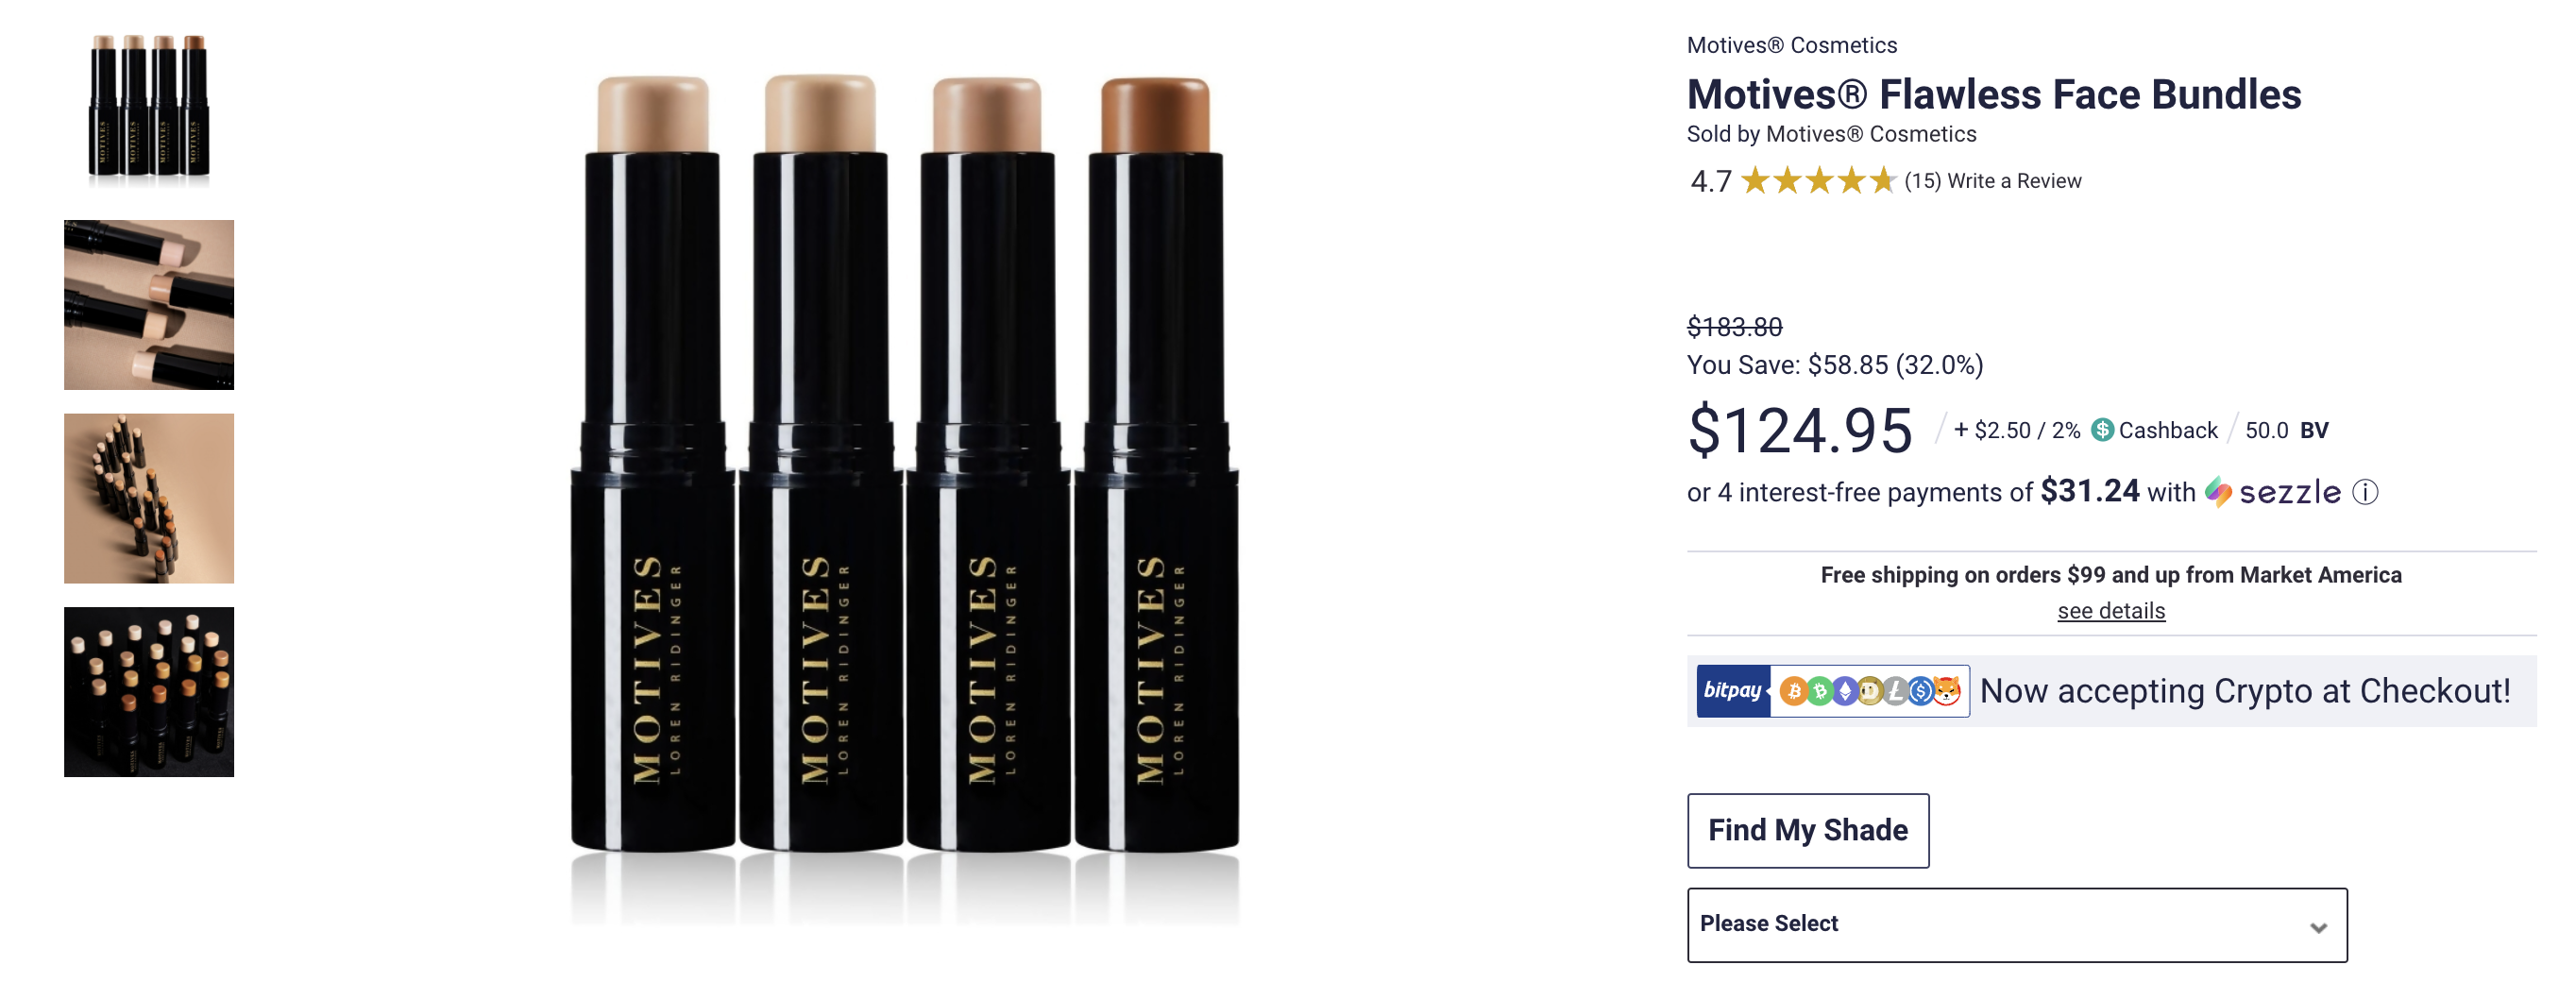 Motives® Cosmetics
Motives® Flawless Face Bundles
Sold by Motives® Cosmetics
4.7 (15) Write a Review
$183.80
You Save: $58.85 (32.0%)
$124.95 / + $2.50 / 2% $ Cashback / 50.0 BV
or 4 interest-free payments of $31.24 with sezzle
Free shipping on orders $99 and up from Market America
see details
bitpay Now accepting Crypto at Checkout!
Find My Shade
Please Select
MOTIVES
LOREN RIDINGER
MOTIVES
LOREN RIDINGER
MOTIVES
LOREN RIDINGER
MOTIVES
LOREN RIDINGER